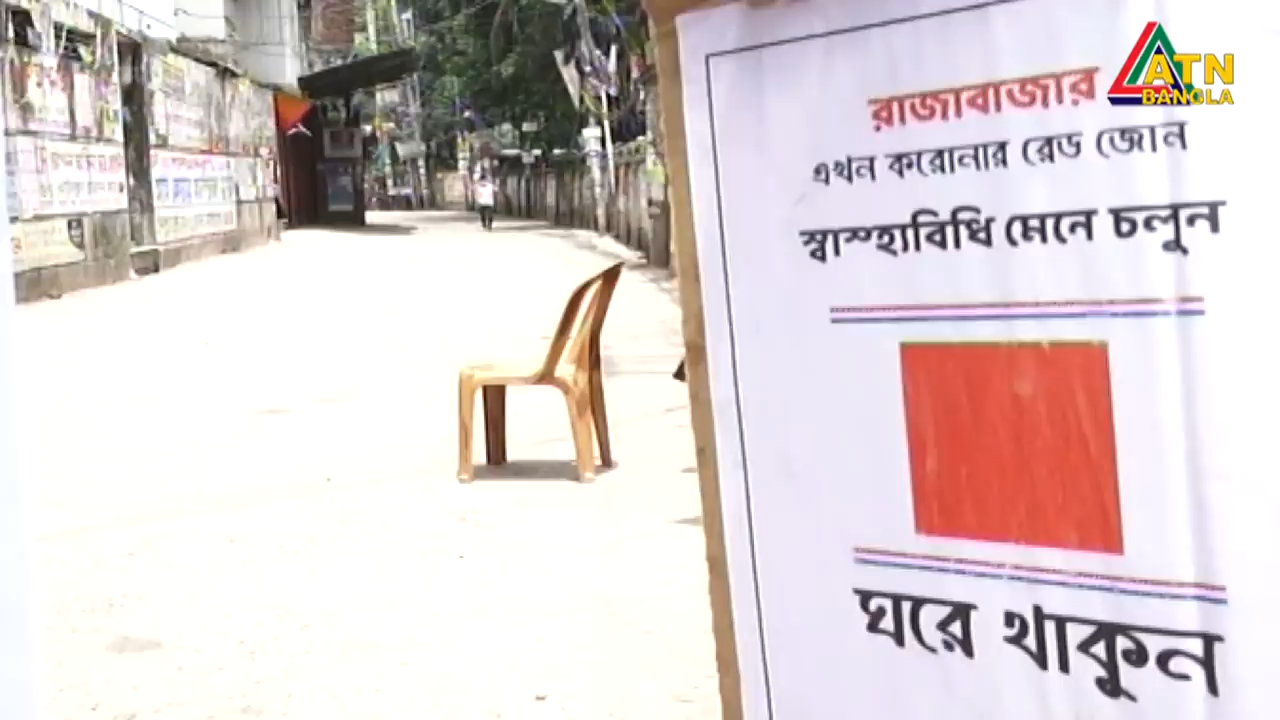 ATN
BANGLA
রাজাবাজার
এখন করোনার রেড জোন
স্বাস্হ্যবিধি মেনে চলুন
ঘরে থাকুন